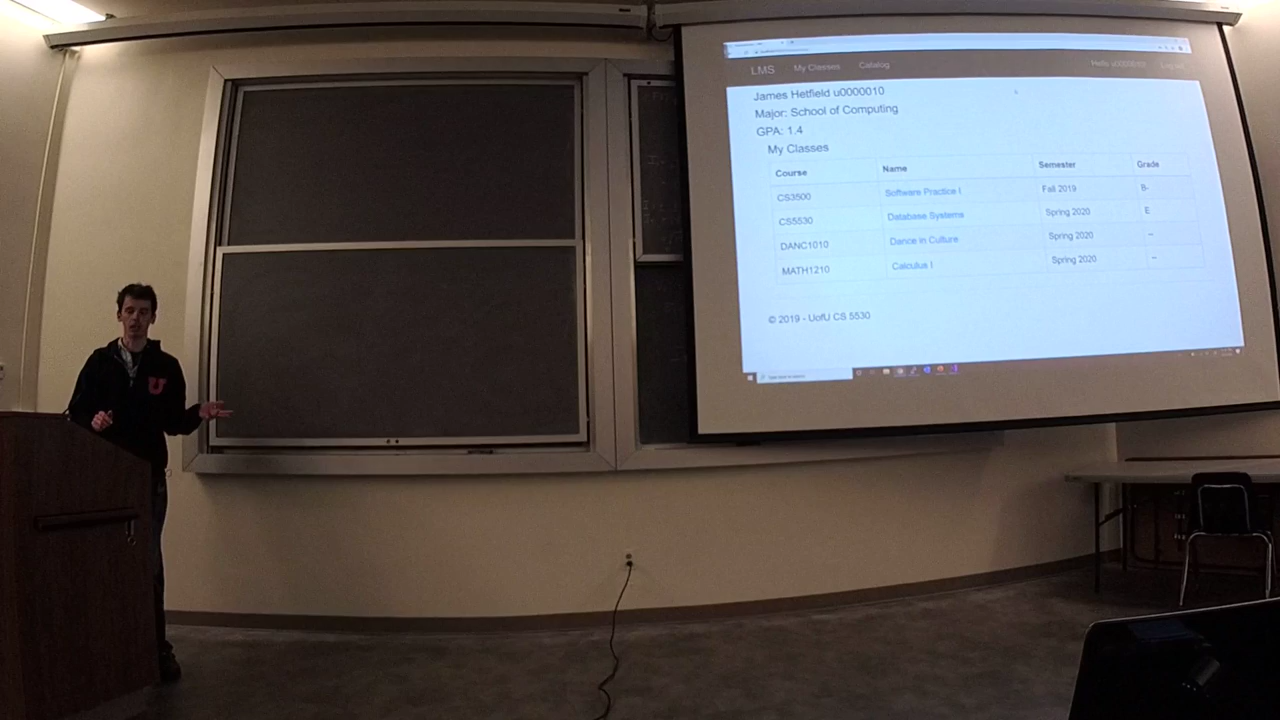 LMS My Classes Catalog
James Hetfield u0000010
Major: School of Computing
GPA: 1.4
My Classes
Course Name Semester Grade
CS3500 Software Practice I Fall 2019 B-
CS5530 Database Systems Spring 2020 E
DANC1010 Dance in Culture Spring 2020 --
MATH1210 Calculus I Spring 2020 --
© 2019 - UofU CS 5530
U